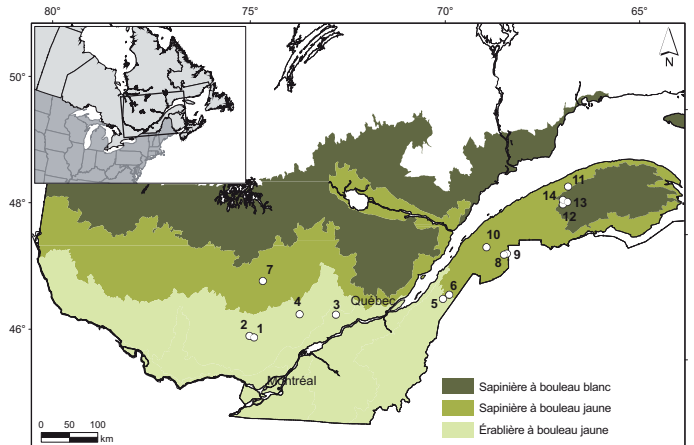 80° 75° 70° 65°
N
50°
11
14
13
48°
12
10
9
8
7
6
4 Québec
3
5
2 1
46°
Montréal
Sapinière à bouleau blanc
Sapinière à bouleau jaune
Érablière à bouleau jaune
0 50 100
km